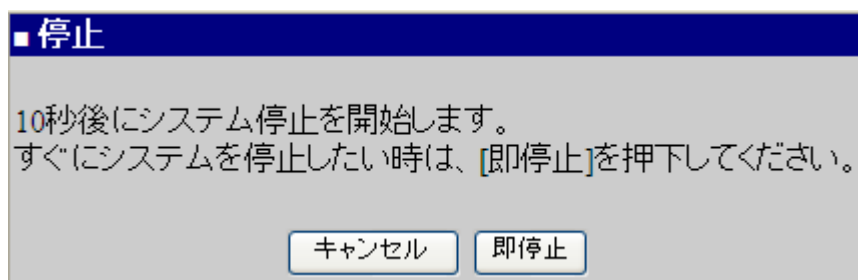 ■停止
10秒後にシステム停止を開始します。
すぐにシステムを停止したい時は、[即停止]を押下してください。
キャンセル 即停止